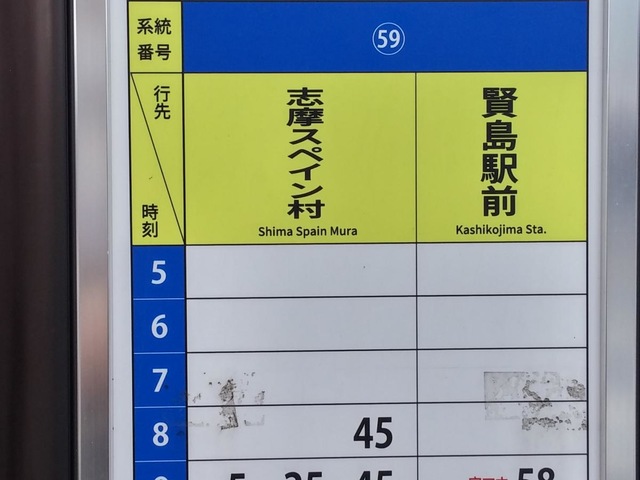 系統番号
59
行先
時刻
志摩スペイン村
Shima Spain Mura
賢島駅前
Kashikojima Sta.
5
6
7
8
45